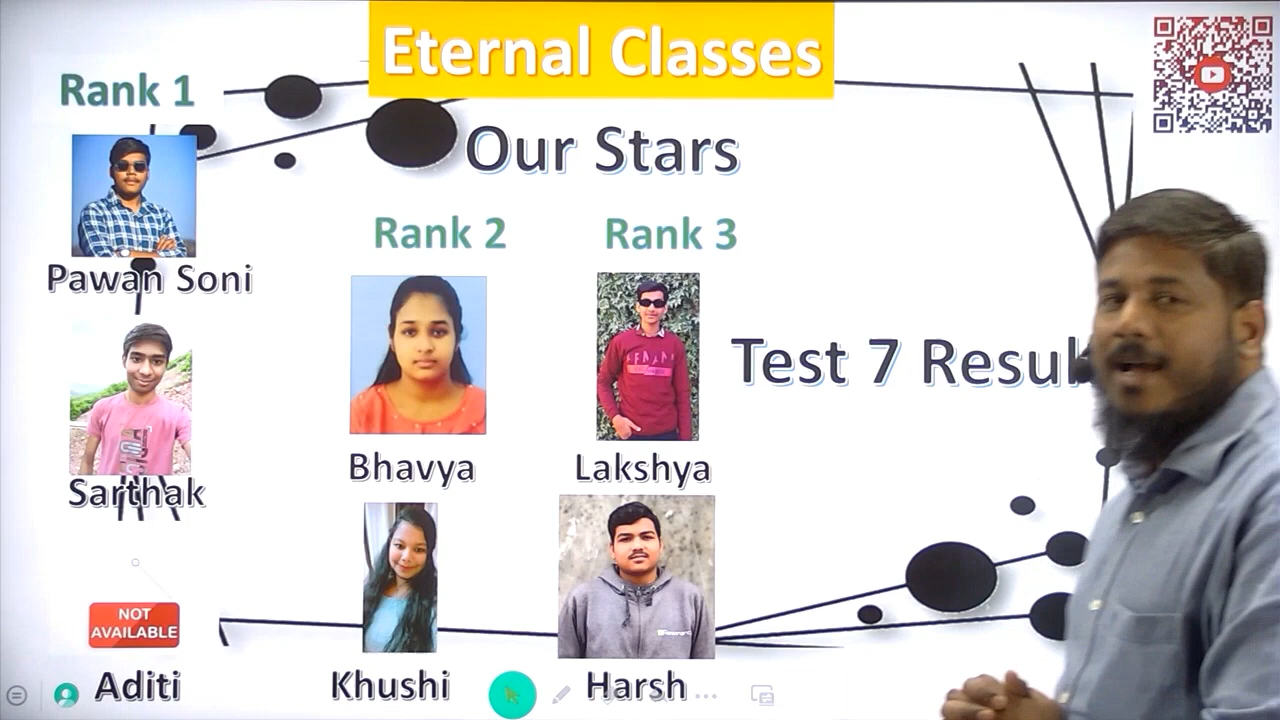 Eternal Classes
Our Stars
Rank 1
Pawan Soni
Sarthak
NOT
AVAILABLE
Aditi
Rank 2
Bhavya
Khushi
Rank 3
Lakshya
Harsh
Test 7 Resul